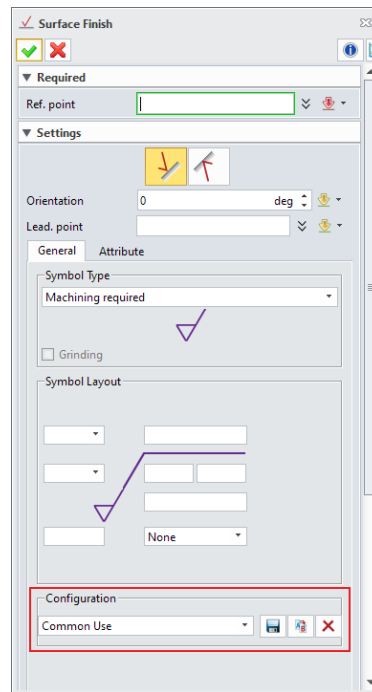 Surface Finish
Required
Ref. point
Settings
Orientation 0 deg
Lead. point
General Attribute
Symbol Type
Machining required
Grinding
Symbol Layout
None
Configuration
Common Use